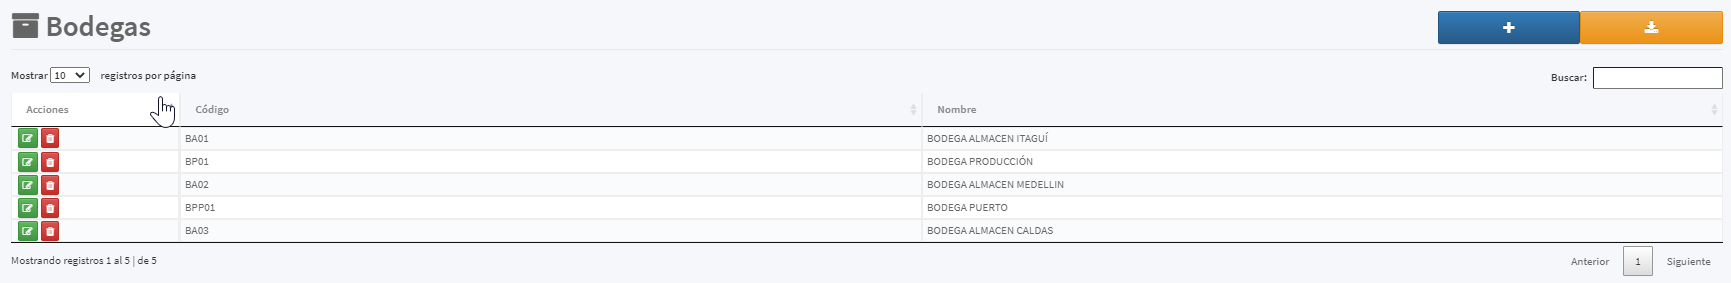 Bodegas
Mostrar 10 registros por página
Buscar:
Acciones Código Nombre
BA01 BODEGA ALMACEN ITAGUÍ
BP01 BODEGA PRODUCCIÓN
BA02 BODEGA ALMACEN MEDELLIN
BPP01 BODEGA PUERTO
BA03 BODEGA ALMACEN CALDAS
Mostrando registros 1 al 5 | de 5
Anterior 1 Siguiente